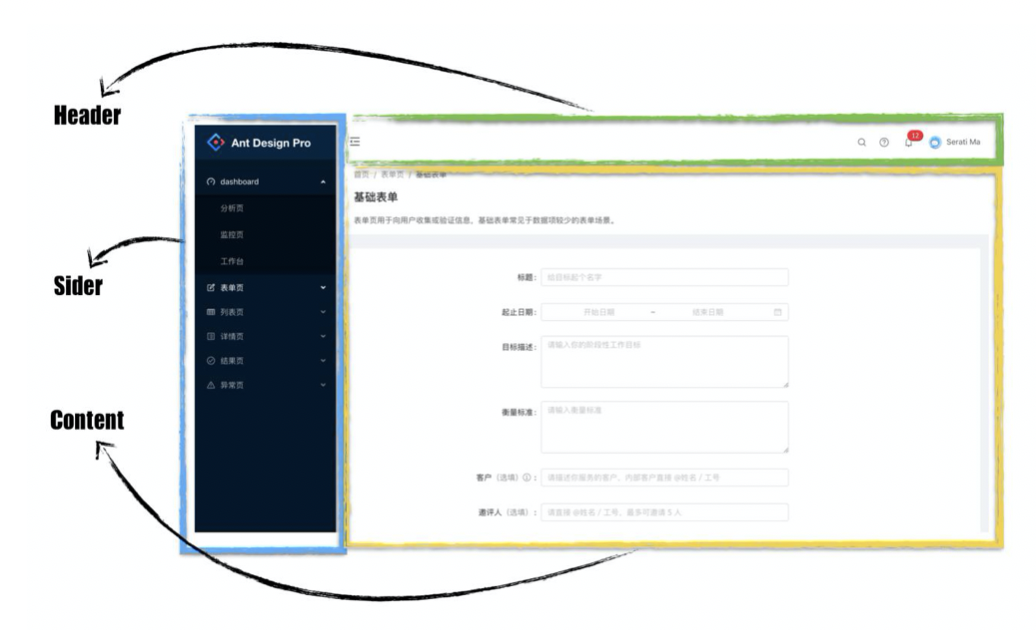 Header
Sider
Content
Ant Design Pro
dashboard
分析页
监控页
工作台
表单页
列表页
详情页
结果页
异常页
12
Serati Ma
首页 / 表单页 / 基础表单
基础表单
表单页用于向用户收集或验证信息，基础表单常见于数据项较少的表单场景。
标题： 给目标起个名字
起止日期： 开始日期 ~ 结束日期
目标描述： 请输入你的阶段性工作目标
衡量标准： 请输入衡量标准
客户（选填）： 请描述你服务的客户，内部客户直接 @姓名／工号
邀评人（选填）： 请直接 @姓名／工号，最多可邀请 5 人